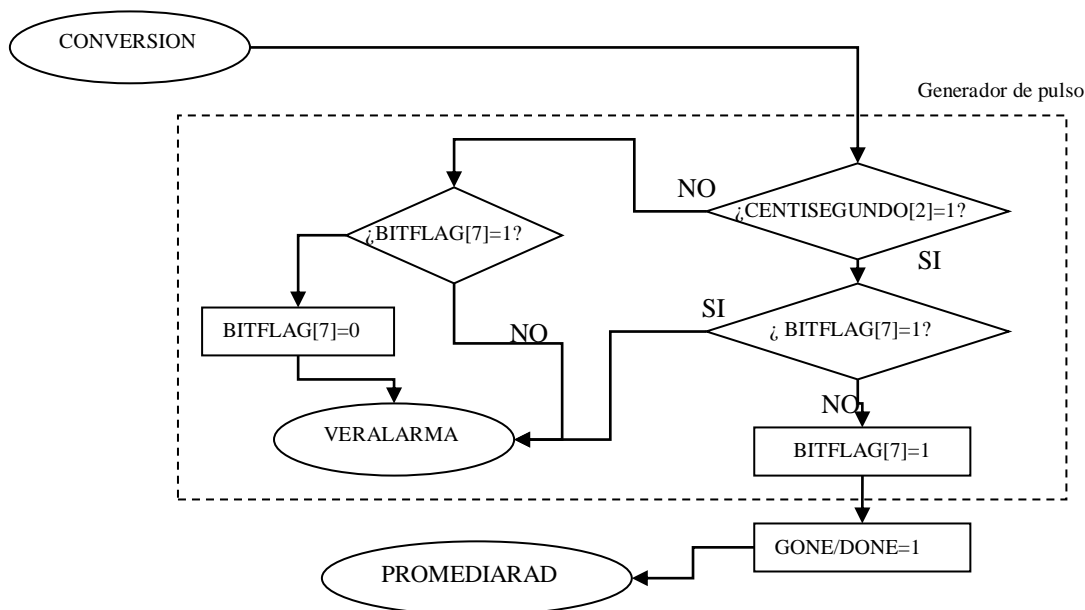 CONVERSION
Generador de pulso
NO
¿CENTISEGUNDO[2]=1?
¿BITFLAG[7]=1?
SI
SI
¿ BITFLAG[7]=1?
BITFLAG[7]=0
NO
NO
VERALARMA
BITFLAG[7]=1
GONE/DONE=1
PROMEDIARAD